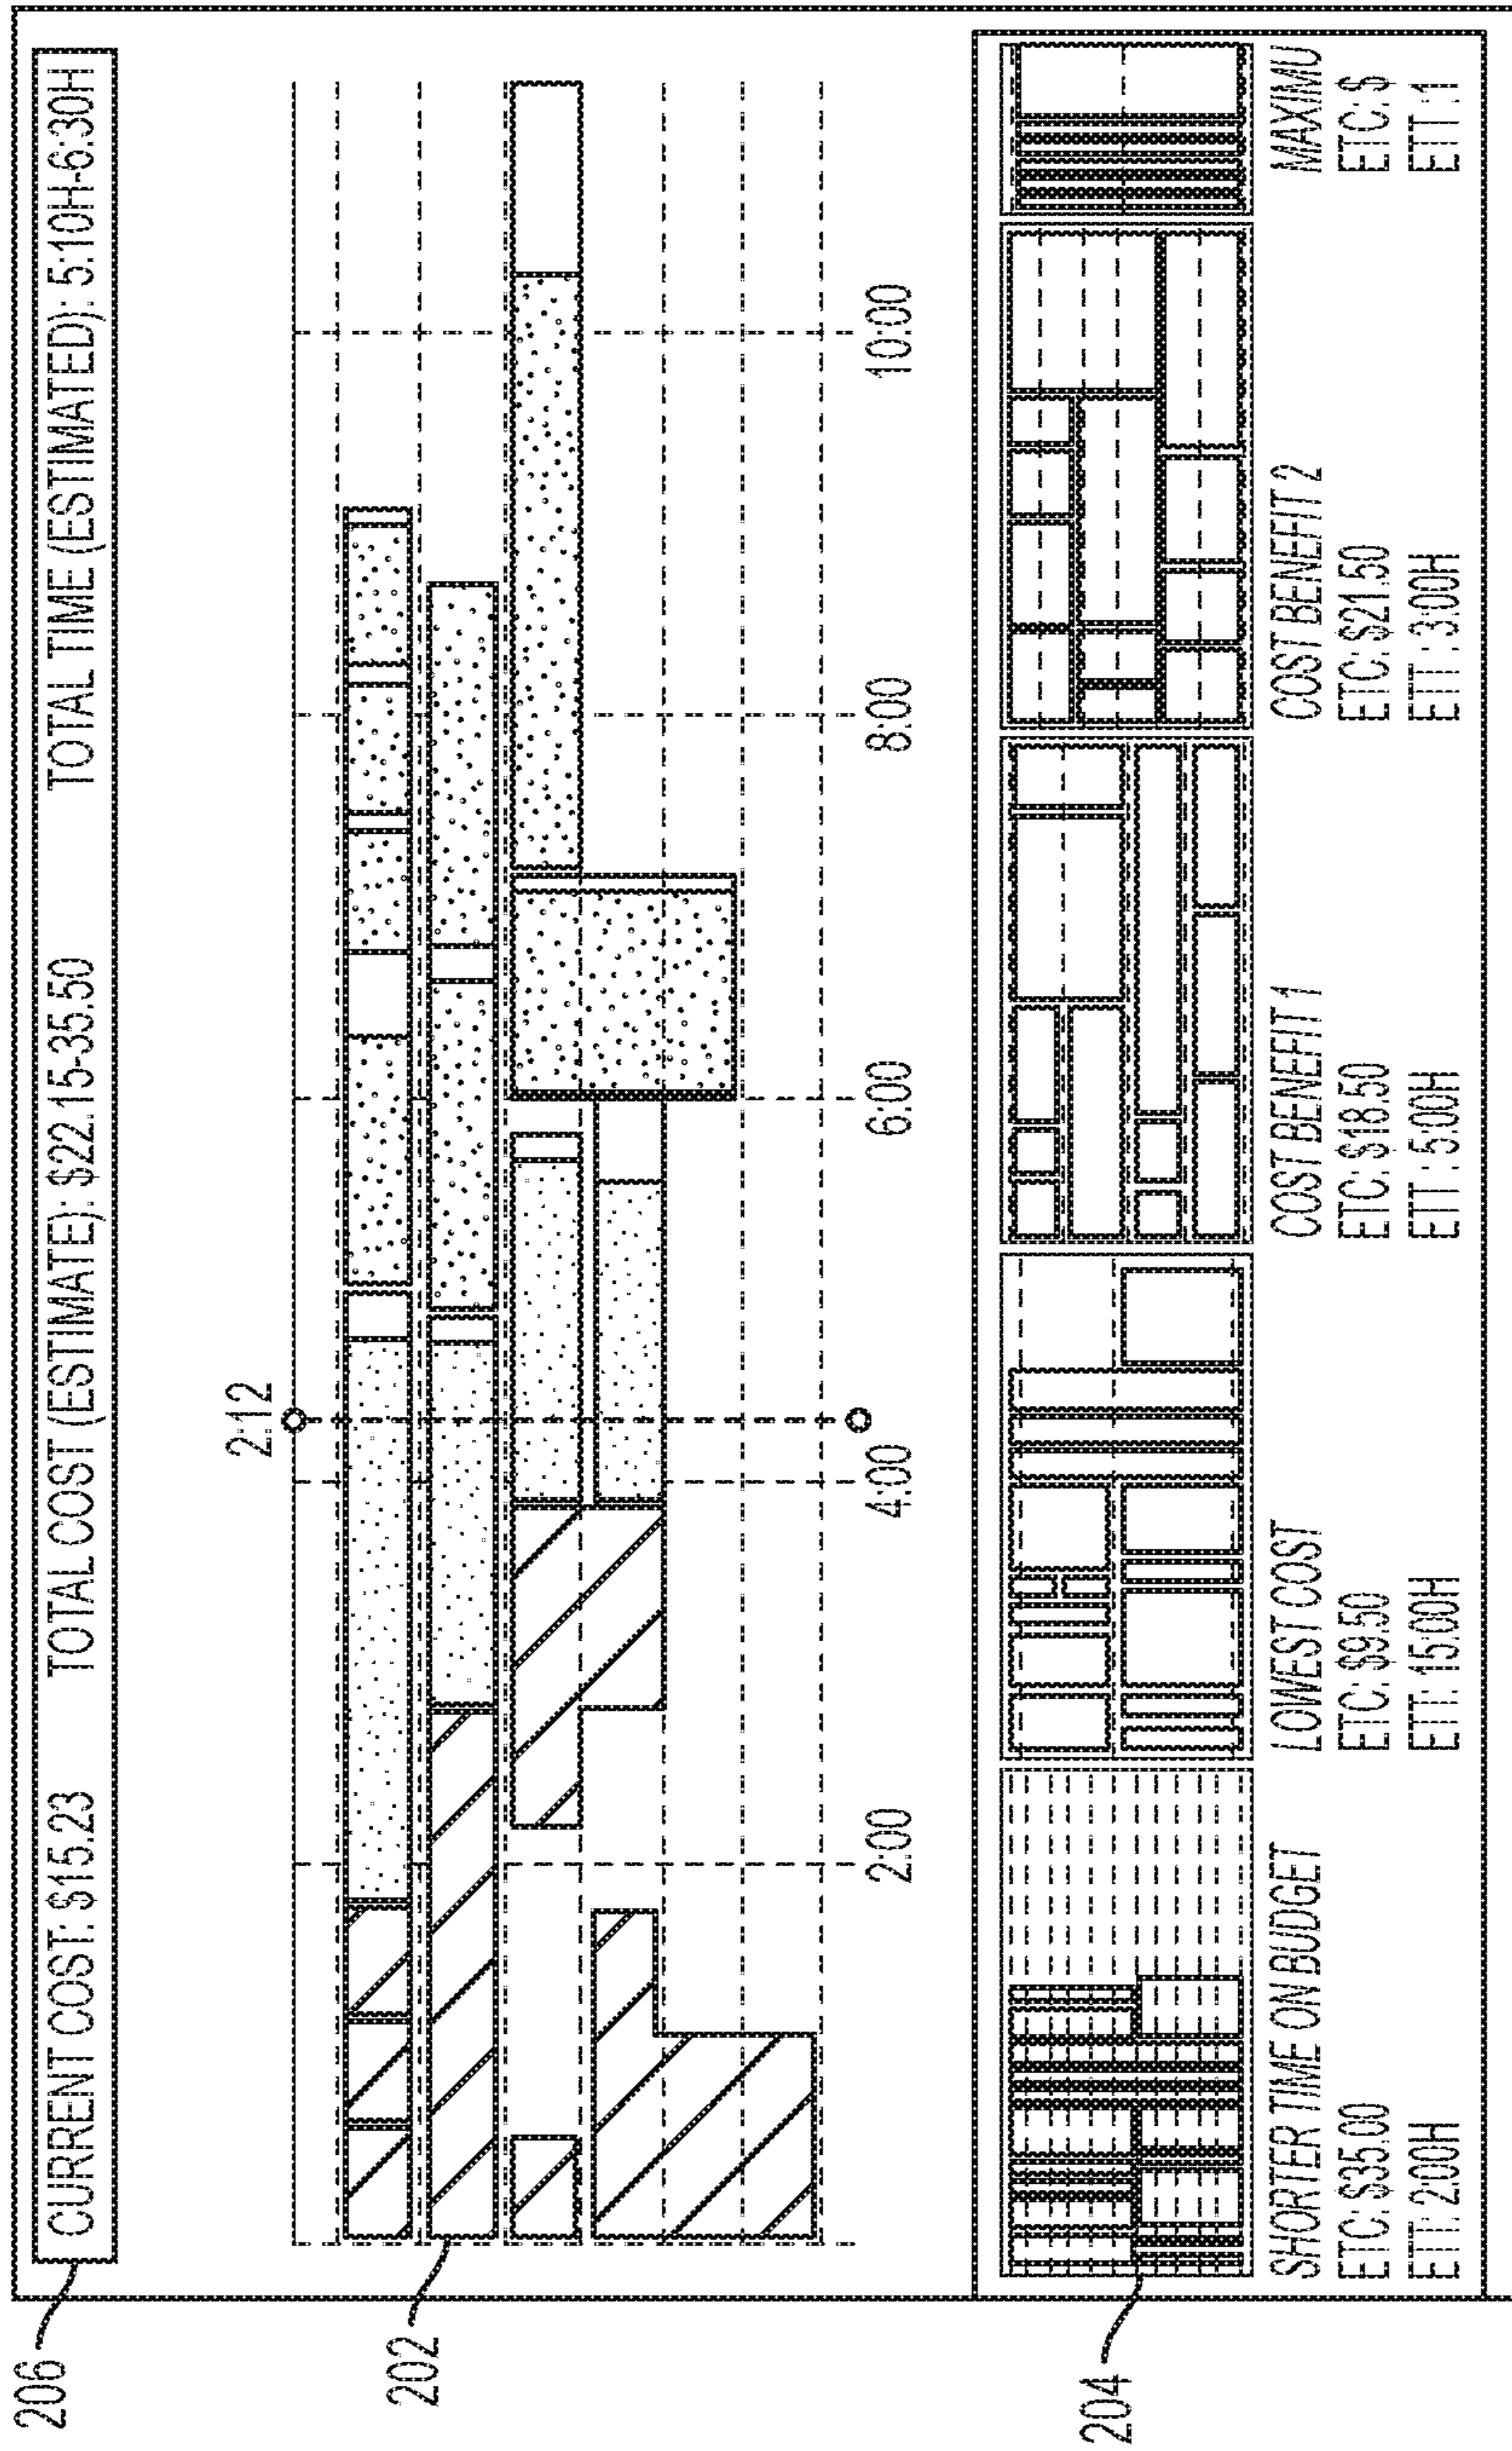 206
CURRENT COST: $15.23 TOTAL COST (ESTIMATE): $22.15-35.50 TOTAL TIME (ESTIMATED): 5:10H-6:30H
2:12
202
2:00 4:00 6:00 8:00 10:00
204
SHORTER TIME ON BUDGET LOWEST COST COST BENEFIT 1 COST BENEFIT 2 MAXIMU
ETC: $35.00 ETC: $9.50 ETC: $18.50 ETC: $21.50 ETC: $
ETT: 2:00H ETT: 15:00H ETT: 5:00H ETT: 3:00H ETT: 1